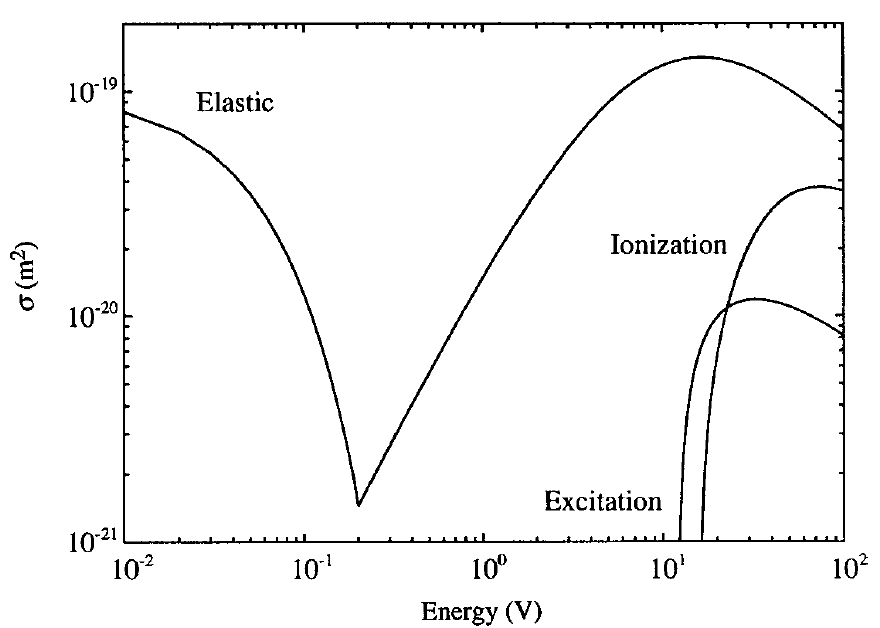 10⁻¹⁹
Elastic
Ionization
σ (m²)
10⁻²⁰
Excitation
10⁻²¹
10⁻² 10⁻¹ 10⁰ 10¹ 10²
Energy (V)